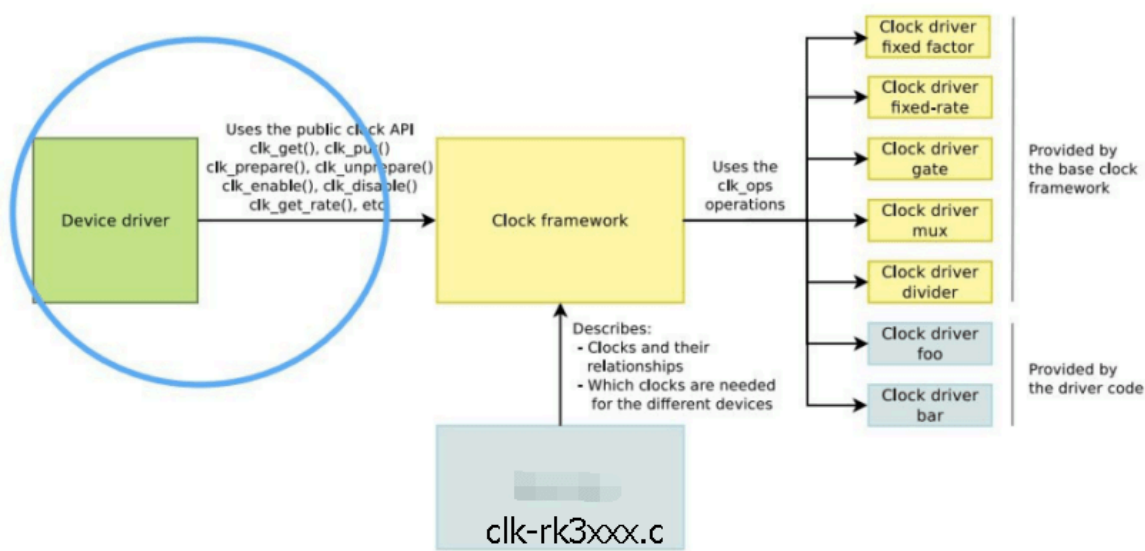 Device driver
Uses the public clock API
clk_get(), clk_put()
clk_prepare(), clk_unprepare()
clk_enable(), clk_disable()
clk_get_rate(), etc
Clock framework
Uses the
clk_ops
operations
Clock driver
fixed factor
Clock driver
fixed-rate
Clock driver
gate
Clock driver
mux
Clock driver
divider
Clock driver
foo
Clock driver
bar
Provided by
the base clock
framework
Provided by
the driver code
Describes:
- Clocks and their
relationships
- Which clocks are needed
for the different devices
clk-rk3xxx.c